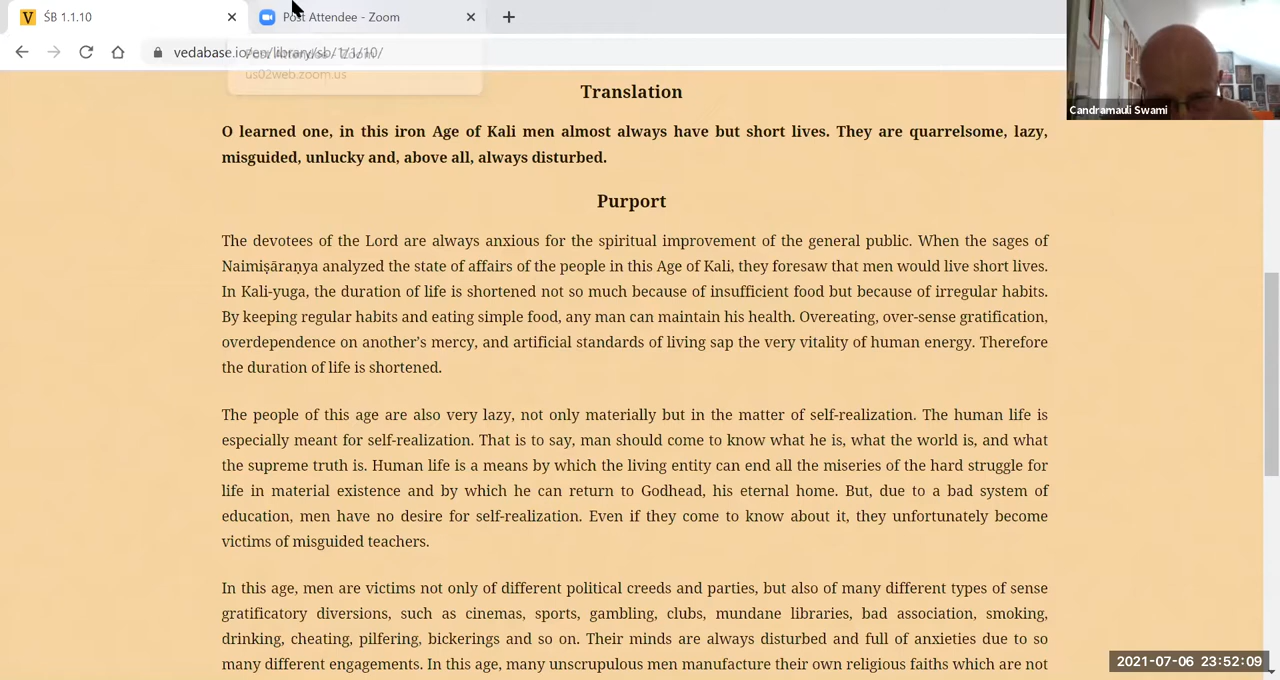 ŚB 1.1.10
Post Attendee - Zoom
vedabase.io/en/library/sb/1/1/10/
Post Attendee - Zoom
us02web.zoom.us
Candramauli Swami
Translation
O learned one, in this iron Age of Kali men almost always have but short lives. They are quarrelsome, lazy,
misguided, unlucky and, above all, always disturbed.
Purport
The devotees of the Lord are always anxious for the spiritual improvement of the general public. When the sages of
Naimiṣāraṇya analyzed the state of affairs of the people in this Age of Kali, they foresaw that men would live short lives.
In Kali-yuga, the duration of life is shortened not so much because of insufficient food but because of irregular habits.
By keeping regular habits and eating simple food, any man can maintain his health. Overeating, over-sense gratification,
overdependence on another's mercy, and artificial standards of living sap the very vitality of human energy. Therefore
the duration of life is shortened.
The people of this age are also very lazy, not only materially but in the matter of self-realization. The human life is
especially meant for self-realization. That is to say, man should come to know what he is, what the world is, and what
the supreme truth is. Human life is a means by which the living entity can end all the miseries of the hard struggle for
life in material existence and by which he can return to Godhead, his eternal home. But, due to a bad system of
education, men have no desire for self-realization. Even if they come to know about it, they unfortunately become
victims of misguided teachers.
In this age, men are victims not only of different political creeds and parties, but also of many different types of sense
gratificatory diversions, such as cinemas, sports, gambling, clubs, mundane libraries, bad association, smoking,
drinking, cheating, pilfering, bickerings and so on. Their minds are always disturbed and full of anxieties due to so
many different engagements. In this age, many unscrupulous men manufacture their own religious faiths which are not
2021-07-06 23:52:09